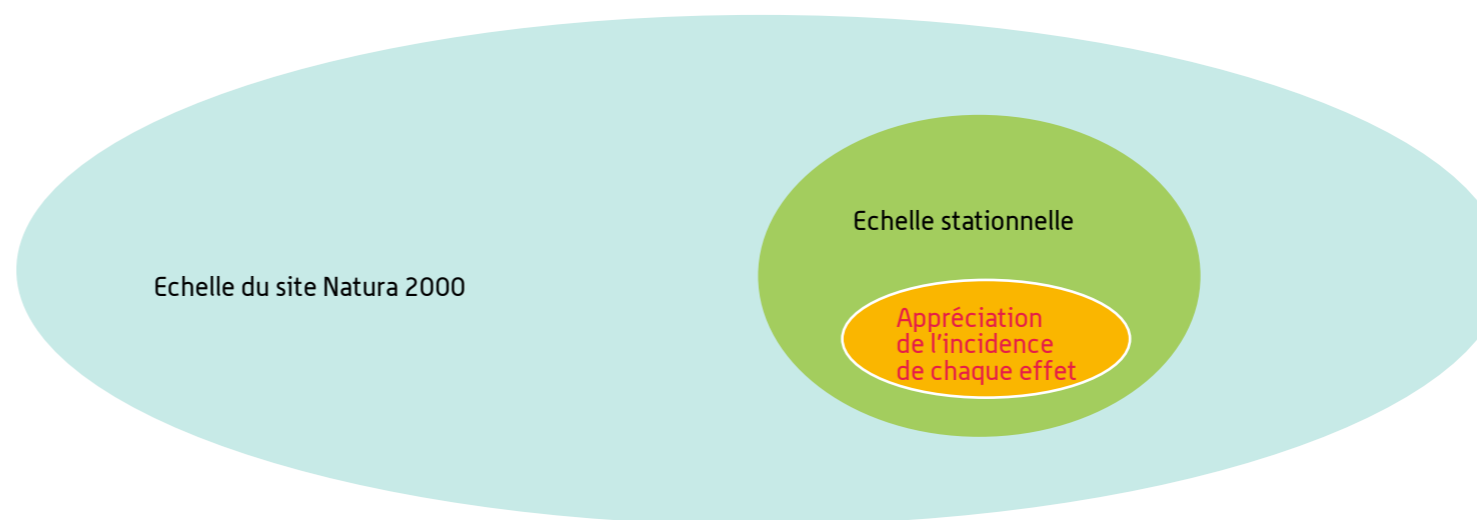 Echelle stationnelle
Echelle du site Natura 2000
Appréciation
de l'incidence
de chaque effet